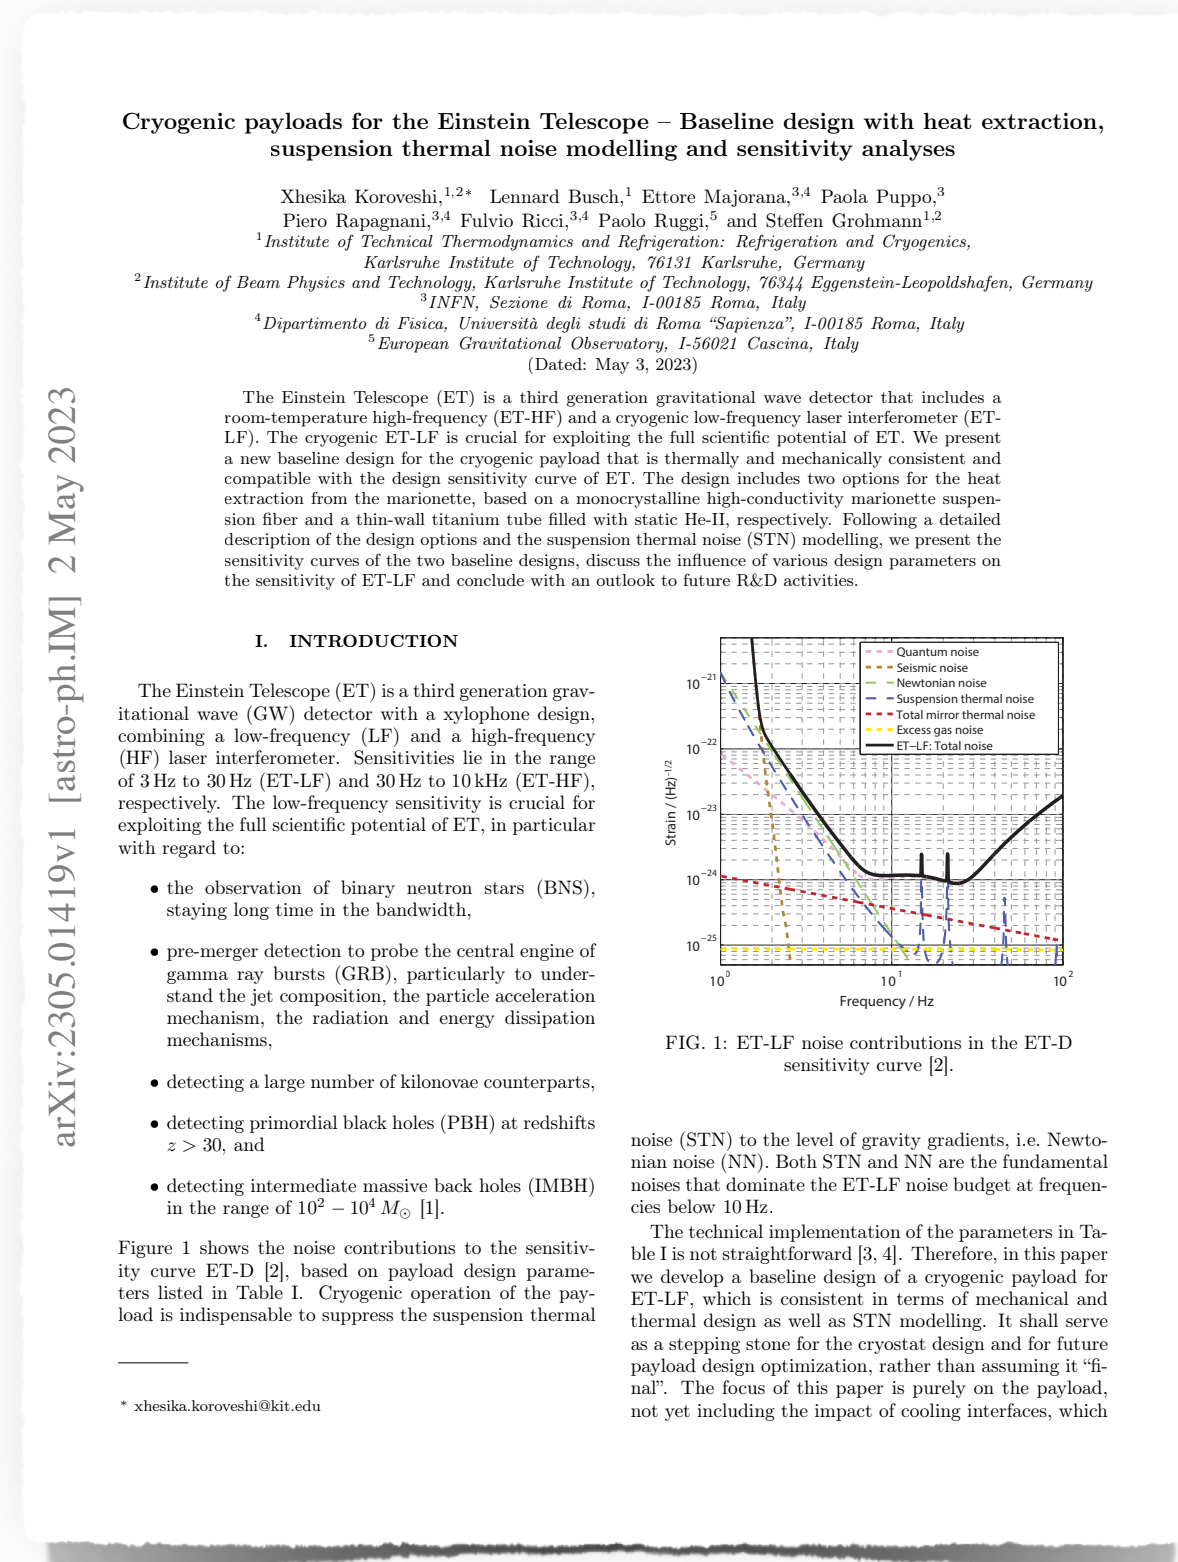 Cryogenic payloads for the Einstein Telescope – Baseline design with heat extraction,
suspension thermal noise modelling and sensitivity analyses
Xhesika Koroveshi,1,2* Lennard Busch,1 Ettore Majorana,3,4 Paola Puppo,3
Piero Rapagnani,3,4 Fulvio Ricci,3,4 Paolo Ruggi,5 and Steffen Grohmann1,2
1Institute of Technical Thermodynamics and Refrigeration: Refrigeration and Cryogenics,
Karlsruhe Institute of Technology, 76131 Karlsruhe, Germany
2Institute of Beam Physics and Technology, Karlsruhe Institute of Technology, 76344 Eggenstein-Leopoldshafen, Germany
3INFN, Sezione di Roma, I-00185 Roma, Italy
4Dipartimento di Fisica, Università degli studi di Roma “Sapienza”, I-00185 Roma, Italy
5European Gravitational Observatory, I-56021 Cascina, Italy
(Dated: May 3, 2023)
The Einstein Telescope (ET) is a third generation gravitational wave detector that includes a
room-temperature high-frequency (ET-HF) and a cryogenic low-frequency laser interferometer (ET-
LF). The cryogenic ET-LF is crucial for exploiting the full scientific potential of ET. We present
a new baseline design for the cryogenic payload that is thermally and mechanically consistent and
compatible with the design sensitivity curve of ET. The design includes two options for the heat
extraction from the marionette, based on a monocrystalline high-conductivity marionette suspen-
sion fiber and a thin-wall titanium tube filled with static He-II, respectively. Following a detailed
description of the design options and the suspension thermal noise (STN) modelling, we present the
sensitivity curves of the two baseline designs, discuss the influence of various design parameters on
the sensitivity of ET-LF and conclude with an outlook to future R&D activities.
arXiv:2305.01419v1 [astro-ph.IM] 2 May 2023
I. INTRODUCTION
The Einstein Telescope (ET) is a third generation grav-
itational wave (GW) detector with a xylophone design,
combining a low-frequency (LF) and a high-frequency
(HF) laser interferometer. Sensitivities lie in the range
of 3 Hz to 30 Hz (ET-LF) and 30 Hz to 10 kHz (ET-HF),
respectively. The low-frequency sensitivity is crucial for
exploiting the full scientific potential of ET, in particular
with regard to:
• the observation of binary neutron stars (BNS),
staying long time in the bandwidth,
• pre-merger detection to probe the central engine of
gamma ray bursts (GRB), particularly to under-
stand the jet composition, the particle acceleration
mechanism, the radiation and energy dissipation
mechanisms,
• detecting a large number of kilonovae counterparts,
• detecting primordial black holes (PBH) at redshifts
z > 30, and
• detecting intermediate massive back holes (IMBH)
in the range of 10² − 10⁴ M⊙ [1].
Figure 1 shows the noise contributions to the sensitiv-
ity curve ET-D [2], based on payload design parame-
ters listed in Table I. Cryogenic operation of the pay-
load is indispensable to suppress the suspension thermal
* xhesika.koroveshi@kit.edu
Quantum noise
Seismic noise
Newtonian noise
Suspension thermal noise
Total mirror thermal noise
Excess gas noise
ET–LF: Total noise
10⁻²¹
10⁻²²
10⁻²³
10⁻²⁴
10⁻²⁵
Strain / (Hz)⁻¹/²
10⁰ 10¹ 10²
Frequency / Hz
FIG. 1: ET-LF noise contributions in the ET-D
sensitivity curve [2].
noise (STN) to the level of gravity gradients, i.e. Newto-
nian noise (NN). Both STN and NN are the fundamental
noises that dominate the ET-LF noise budget at frequen-
cies below 10 Hz.
The technical implementation of the parameters in Ta-
ble I is not straightforward [3, 4]. Therefore, in this paper
we develop a baseline design of a cryogenic payload for
ET-LF, which is consistent in terms of mechanical and
thermal design as well as STN modelling. It shall serve
as a stepping stone for the cryostat design and for future
payload design optimization, rather than assuming it “fi-
nal”. The focus of this paper is purely on the payload,
not yet including the impact of cooling interfaces, which